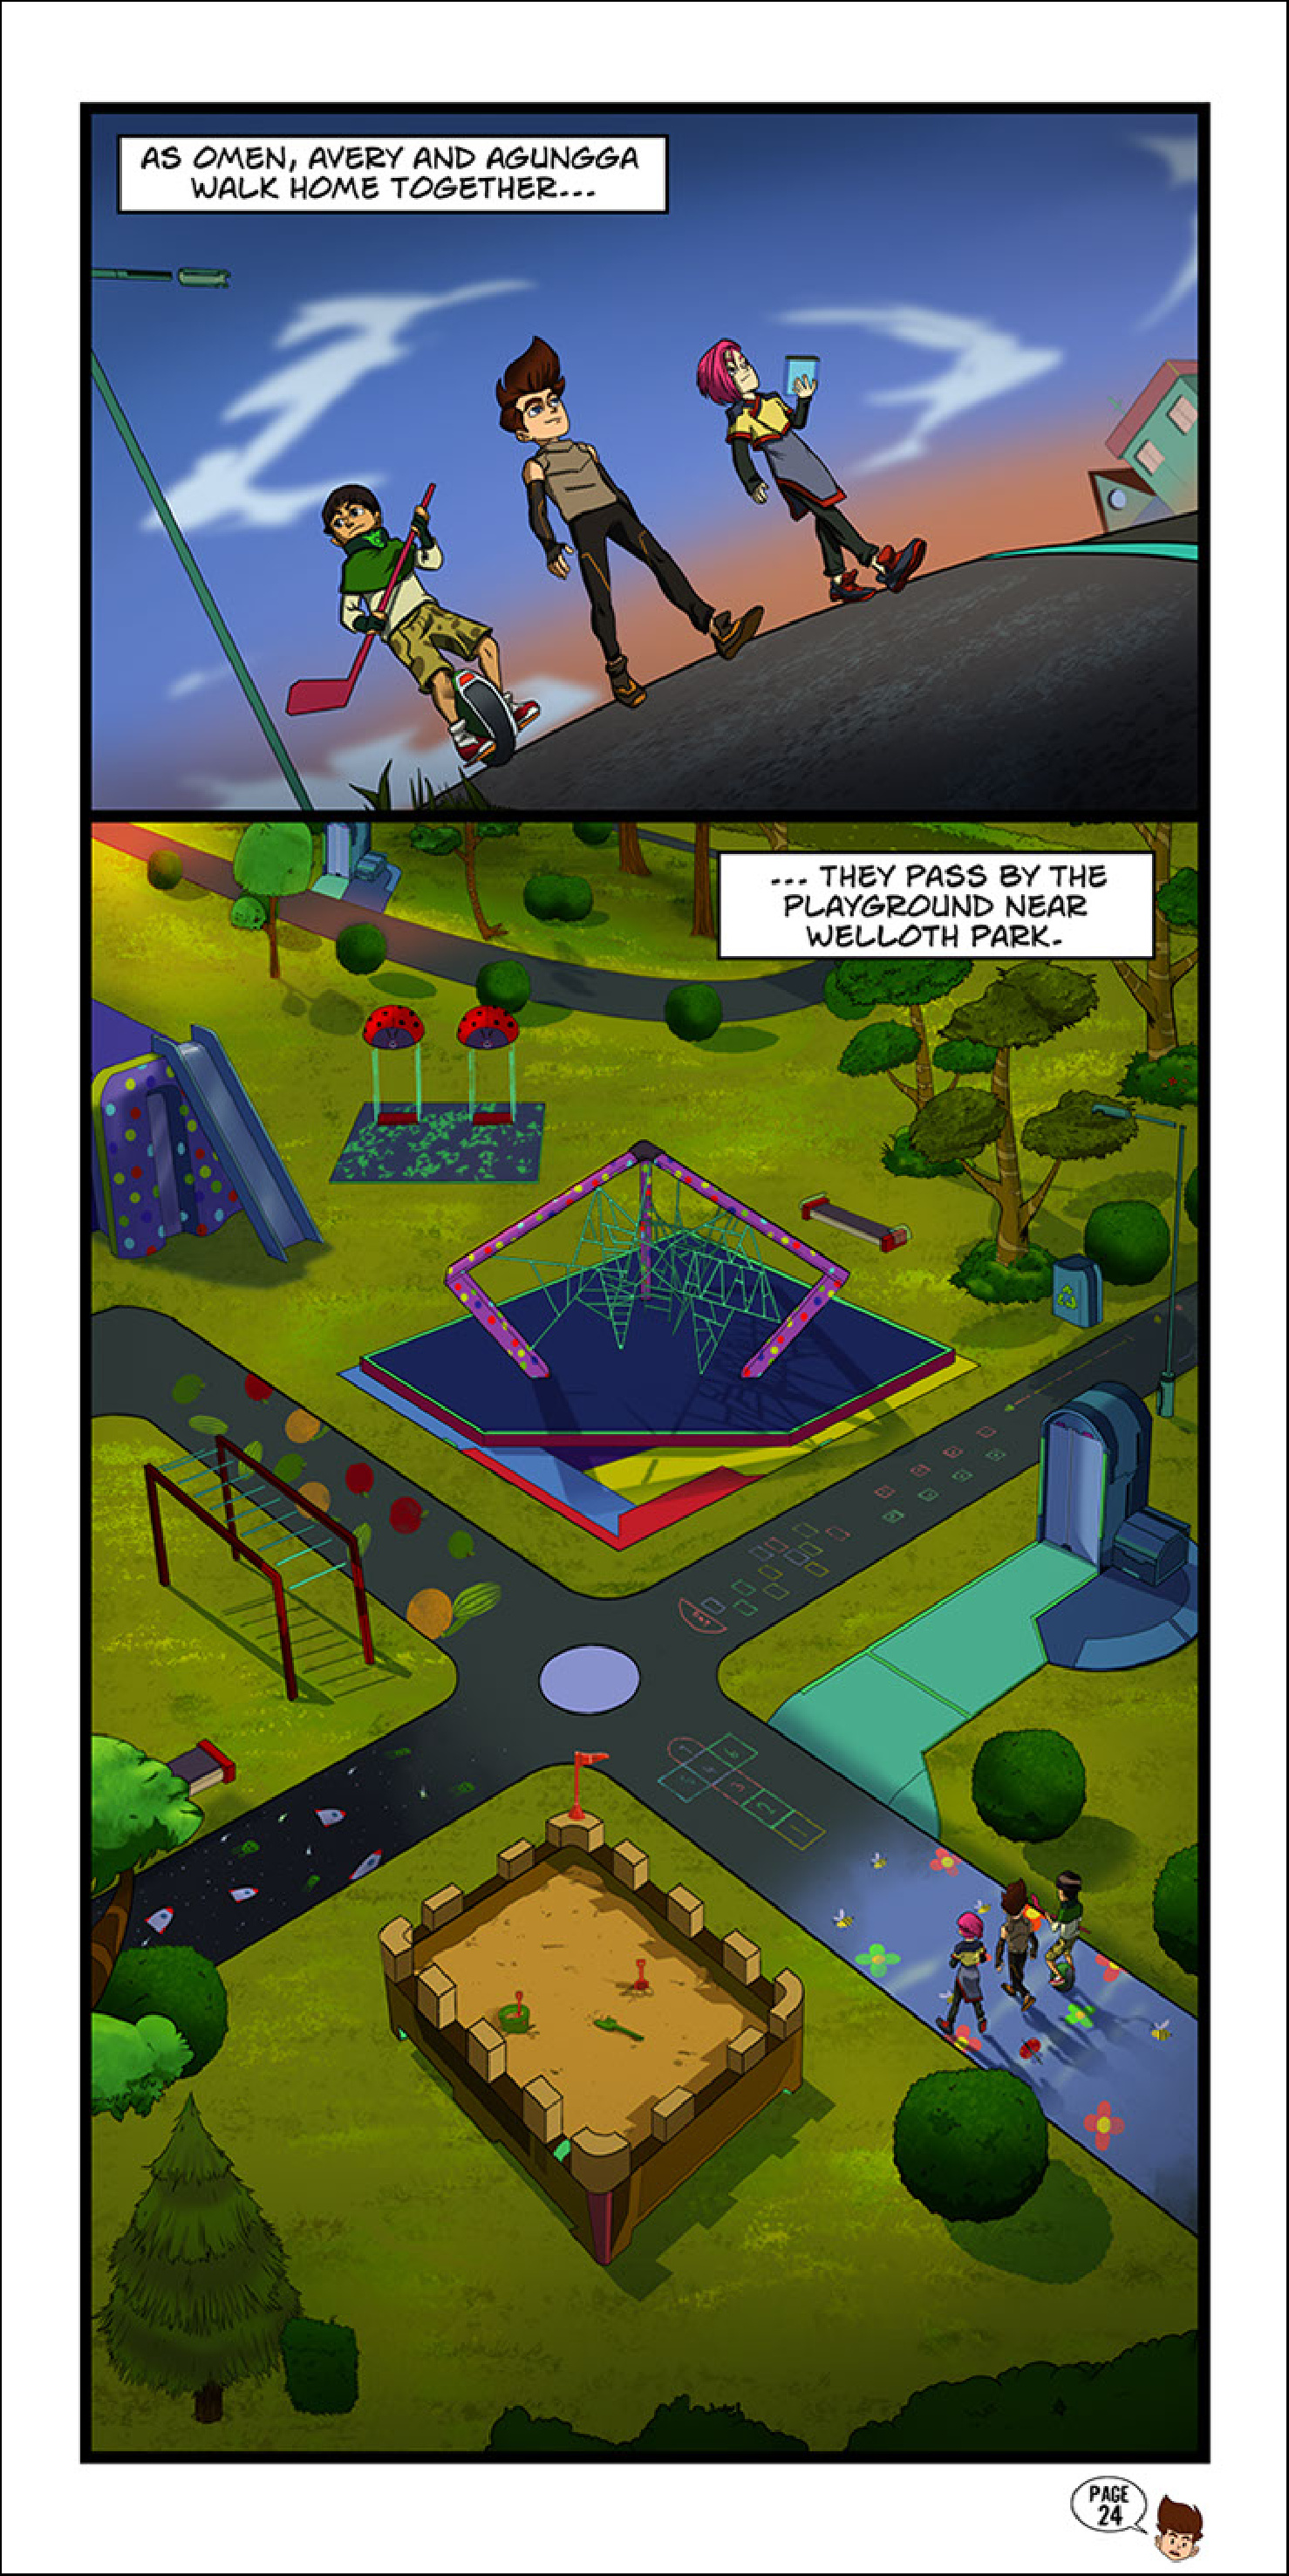 AS OMEN, AVERY AND AGUNGGA
WALK HOME TOGETHER...
... THEY PASS BY THE
PLAYGROUND NEAR
WELLOTH PARK.
PAGE
24